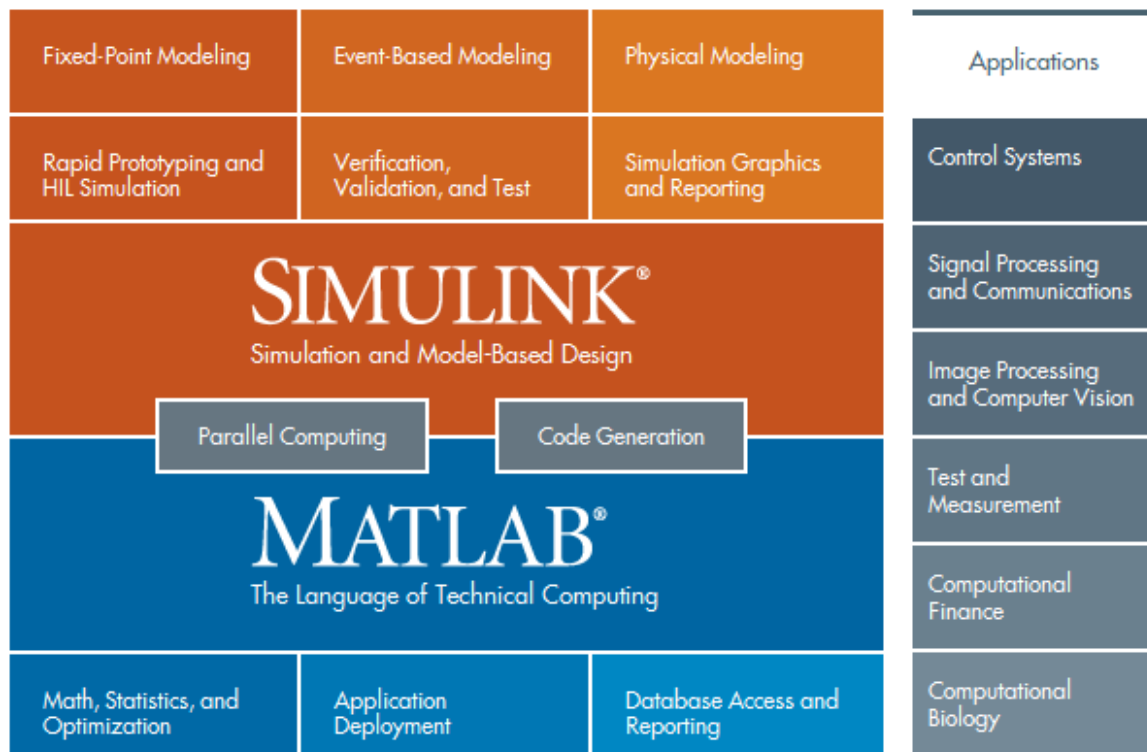 Fixed-Point Modeling
Event-Based Modeling
Physical Modeling
Rapid Prototyping and
HIL Simulation
Verification,
Validation, and Test
Simulation Graphics
and Reporting
SIMULINK®
Simulation and Model-Based Design
Parallel Computing
Code Generation
MATLAB®
The Language of Technical Computing
Math, Statistics, and
Optimization
Application
Deployment
Database Access and
Reporting
Applications
Control Systems
Signal Processing
and Communications
Image Processing
and Computer Vision
Test and
Measurement
Computational
Finance
Computational
Biology